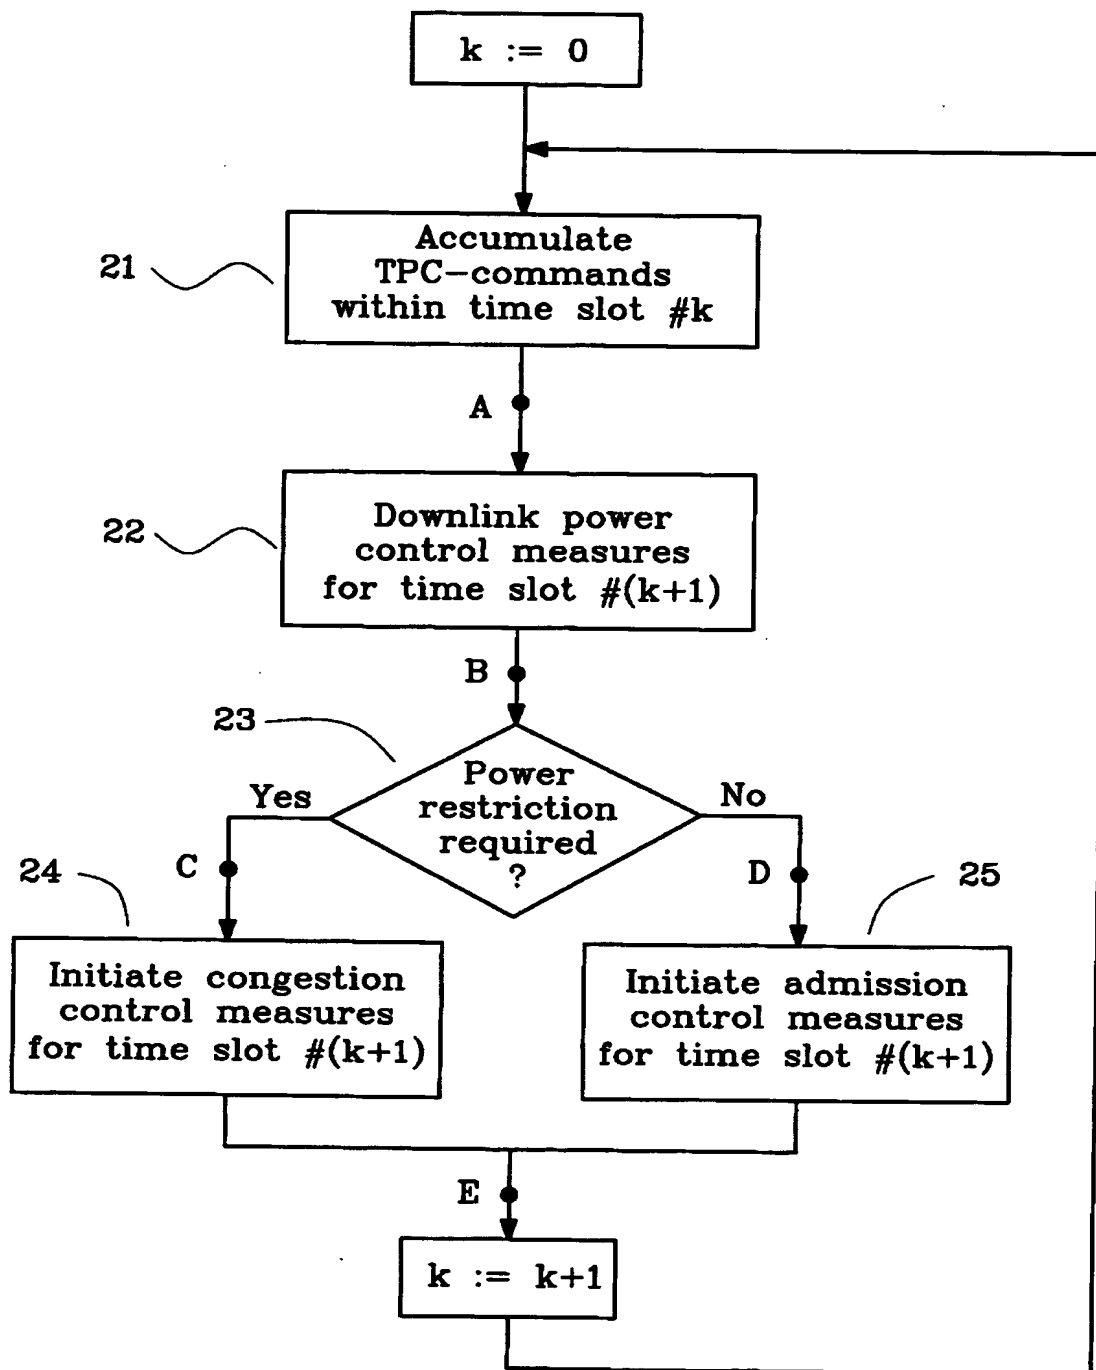 k := 0
Accumulate
TPC-commands
within time slot #k
21
A
Downlink power
control measures
for time slot #(k+1)
22
B
23
Power
restriction
required
?
Yes
No
C
D
24
25
Initiate congestion
control measures
for time slot #(k+1)
Initiate admission
control measures
for time slot #(k+1)
E
k := k+1